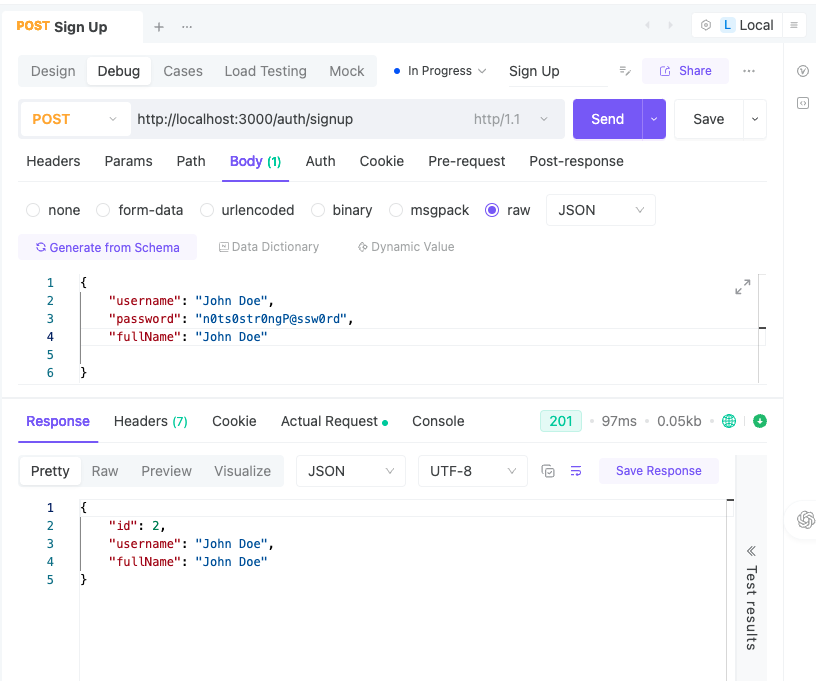 POST Sign Up + ··· L Local
Design Debug Cases Load Testing Mock In Progress Sign Up Share ···
POST http://localhost:3000/auth/signup http/1.1 Send Save
Headers Params Path Body (1) Auth Cookie Pre-request Post-response
none form-data urlencoded binary msgpack raw JSON
Generate from Schema Data Dictionary Dynamic Value
1 {
2 "username": "John Doe",
3 "password": "n0ts0str0ngP@ssw0rd",
4 "fullName": "John Doe"
5
6 }
Response Headers (7) Cookie Actual Request Console 201 97ms 0.05kb
Pretty Raw Preview Visualize JSON UTF-8 Save Response
1 {
2 "id": 2,
3 "username": "John Doe",
4 "fullName": "John Doe"
5 }
Test results